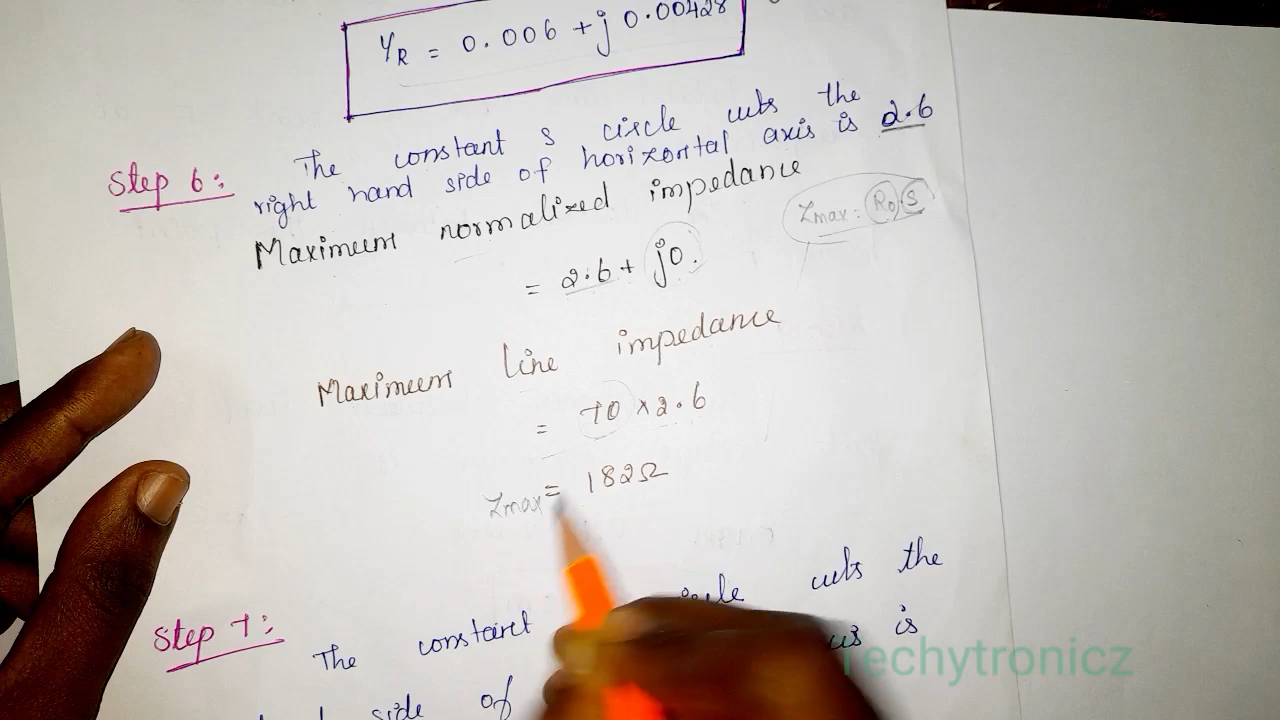 YR = 0.006 + j 0.00428
Step 6:
The constant s circle cuts the
right hand side of horizontal axis is 2.6
Maximum normalized impedance
Zmax = R0 S
= 2.6 + j0.
Maximum line impedance
= 70 × 2.6
Zmax = 182Ω
Step 7:
The constant cuts the
side of is
Techytronicz